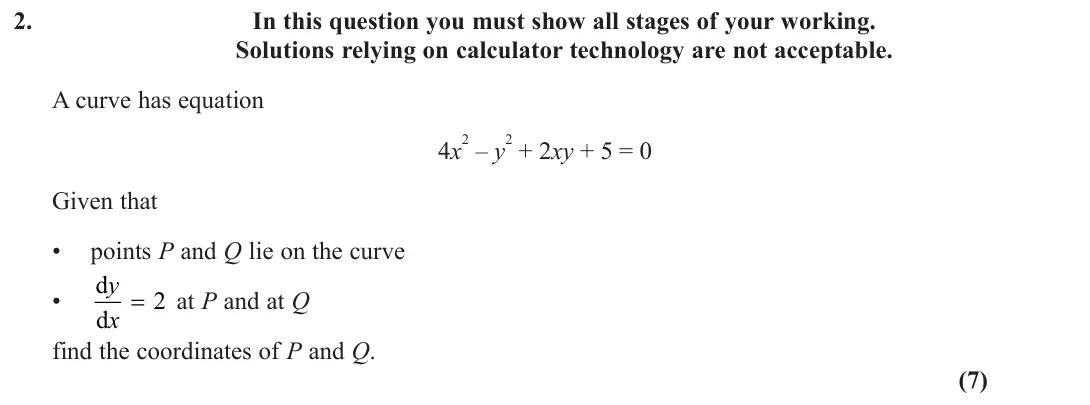 2. In this question you must show all stages of your working.
Solutions relying on calculator technology are not acceptable.
A curve has equation
4x² – y² + 2xy + 5 = 0
Given that
• points P and Q lie on the curve
• dy/dx = 2 at P and at Q
find the coordinates of P and Q.
(7)